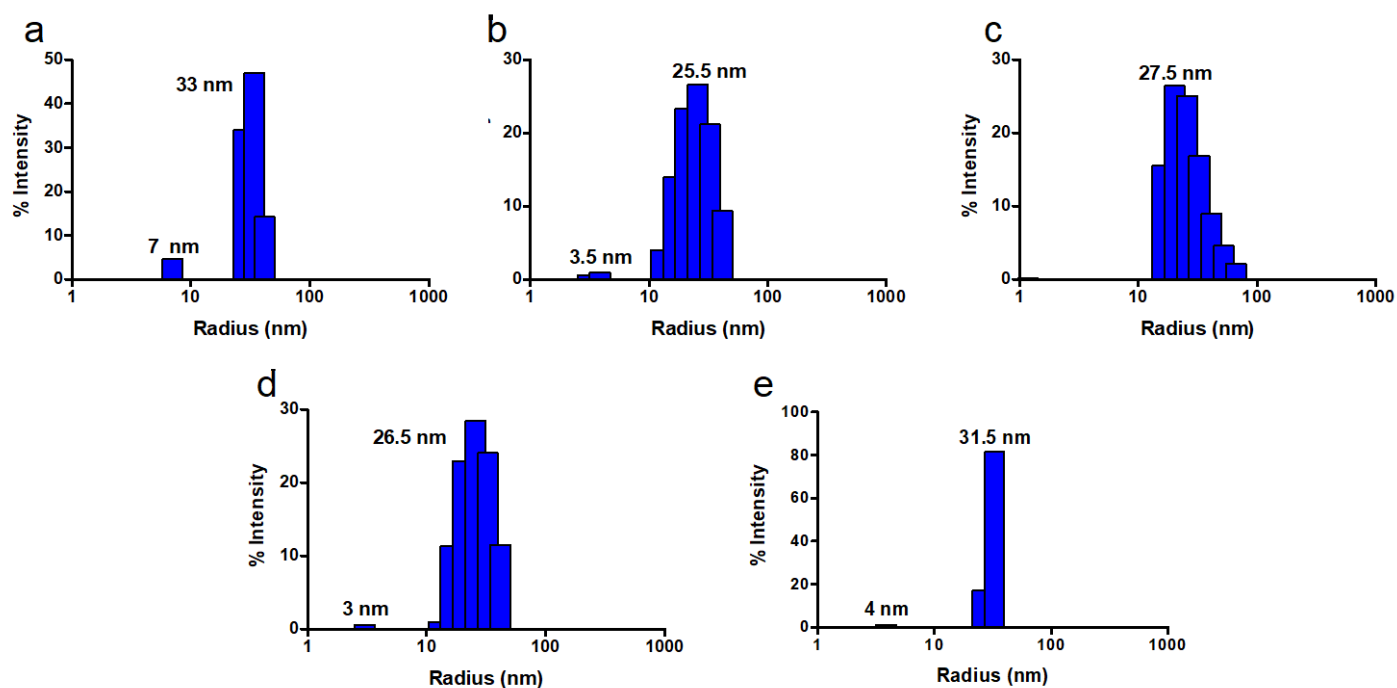 a
50
40
30
20
10
0
33 nm
7 nm
% Intensity
1 10 100 1000
Radius (nm)
b
30
20
10
0
25.5 nm
3.5 nm
1 10 100 1000
Radius (nm)
c
30
20
10
0
27.5 nm
% Intensity
1 10 100 1000
Radius (nm)
d
30
20
10
0
26.5 nm
3 nm
% Intensity
1 10 100 1000
Radius (nm)
e
100
80
60
40
20
0
31.5 nm
4 nm
% Intensity
1 10 100 1000
Radius (nm)